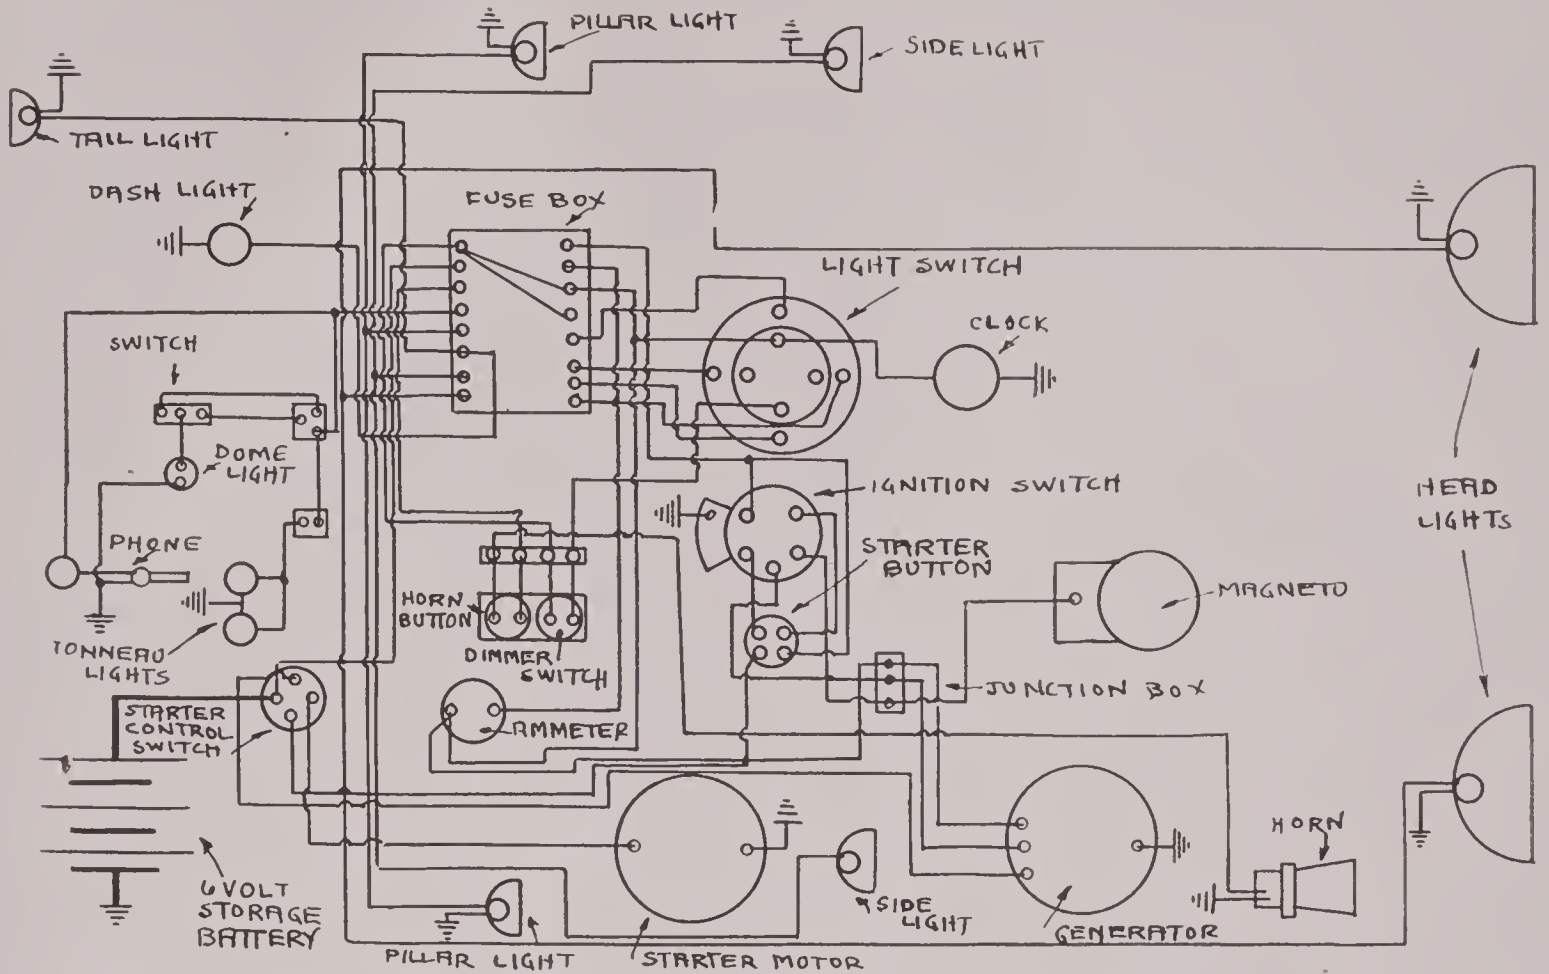 PILLAR LIGHT
SIDE LIGHT
TAIL LIGHT
DASH LIGHT
FUSE BOX
LIGHT SWITCH
CLOCK
SWITCH
DOME
LIGHT
IGNITION SWITCH
HEAD
LIGHTS
PHONE
STARTER
BUTTON
MAGNETO
HORN
BUTTON
TONNEAU
LIGHTS
DIMMER
SWITCH
JUNCTION BOX
STARTER
CONTROL
SWITCH
AMMETER
HORN
6 VOLT
STORAGE
BATTERY
SIDE
LIGHT
GENERATOR
PILLAR LIGHT
STARTER MOTOR